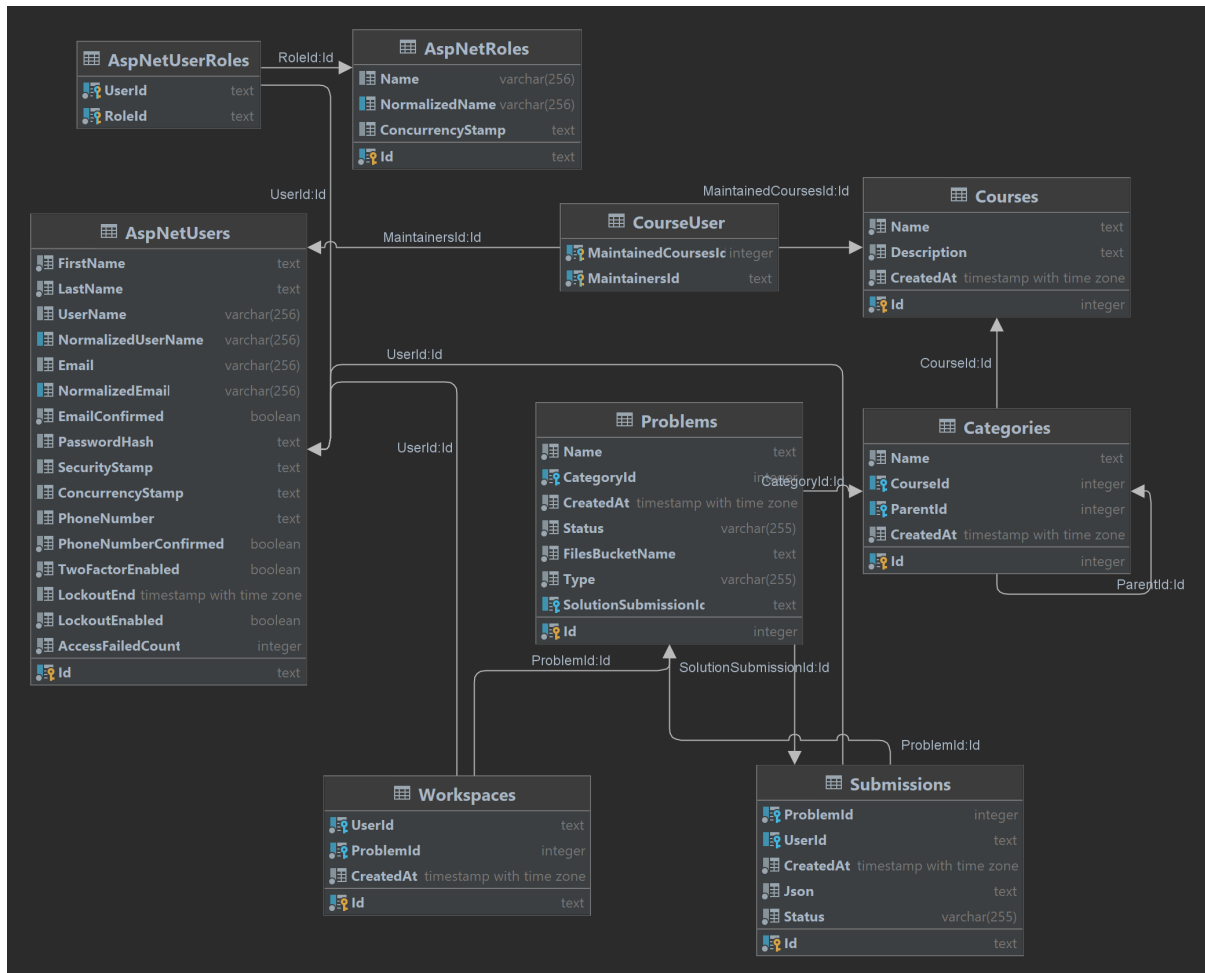 AspNetUserRoles
UserId text
RoleId text
RoleId:Id
AspNetRoles
Name varchar(256)
NormalizedName varchar(256)
ConcurrencyStamp text
Id text
UserId:Id
AspNetUsers
FirstName text
LastName text
UserName varchar(256)
NormalizedUserName varchar(256)
Email varchar(256)
NormalizedEmail varchar(256)
EmailConfirmed boolean
PasswordHash text
SecurityStamp text
ConcurrencyStamp text
PhoneNumber text
PhoneNumberConfirmed boolean
TwoFactorEnabled boolean
LockoutEnd timestamp with time zone
LockoutEnabled boolean
AccessFailedCount integer
Id text
MaintainersId:Id
CourseUser
MaintainedCoursesIc integer
MaintainersId text
MaintainedCoursesId:Id
Courses
Name text
Description text
CreatedAt timestamp with time zone
Id integer
CourseId:Id
UserId:Id
UserId:Id
Problems
Name text
CategoryId integer
CreatedAt timestamp with time zone
Status varchar(255)
FilesBucketName text
Type varchar(255)
SolutionSubmissionIc text
Id integer
CategoryId:Id
Categories
Name text
CourseId integer
ParentId integer
CreatedAt timestamp with time zone
Id integer
ParentId:Id
ProblemId:Id
SolutionSubmissionId:Id
ProblemId:Id
Workspaces
UserId text
ProblemId integer
CreatedAt timestamp with time zone
Id text
Submissions
ProblemId integer
UserId text
CreatedAt timestamp with time zone
Json text
Status varchar(255)
Id text